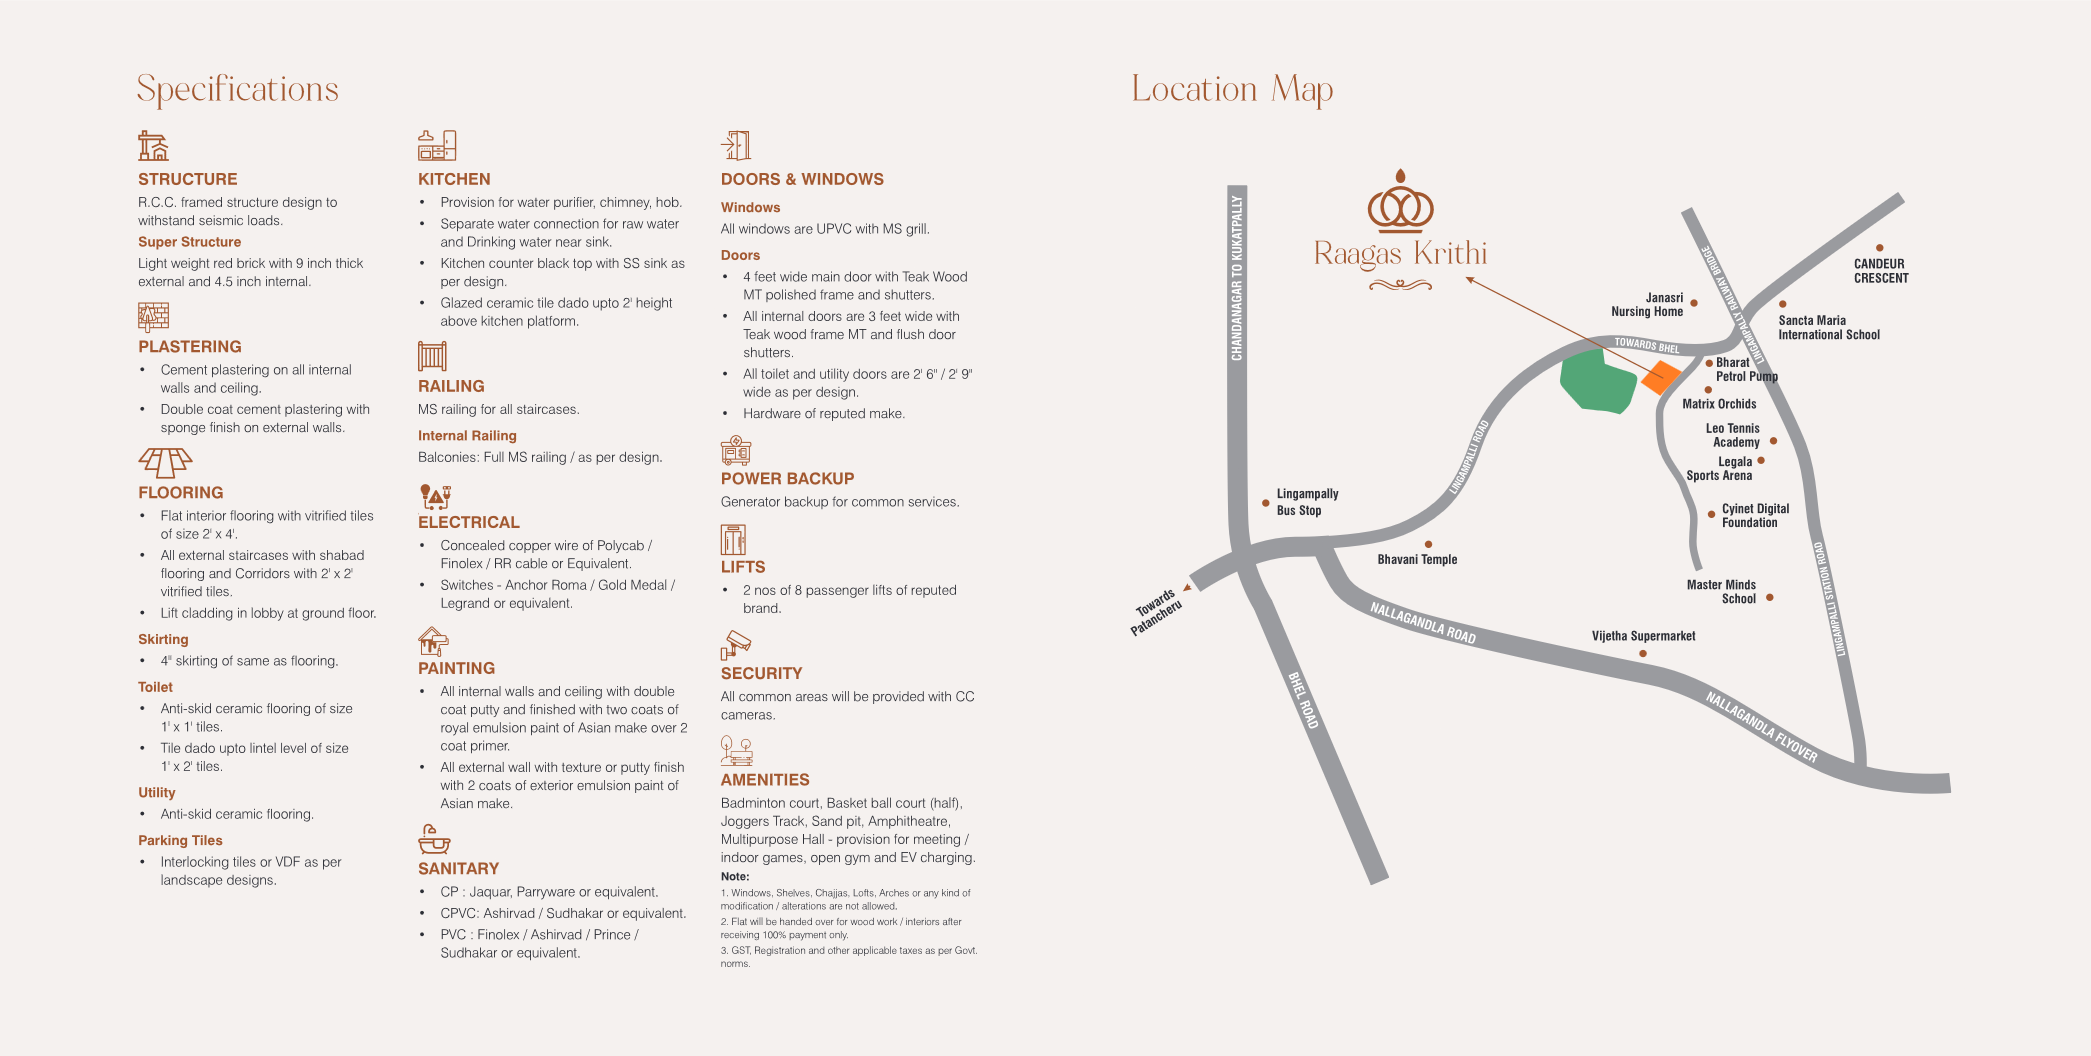 Specifications
STRUCTURE
R.C.C. framed structure design to
withstand seismic loads.
Super Structure
Light weight red brick with 9 inch thick
external and 4.5 inch internal.
PLASTERING
• Cement plastering on all internal
walls and ceiling.
• Double coat cement plastering with
sponge finish on external walls.
FLOORING
• Flat interior flooring with vitrified tiles
of size 2' x 4'.
• All external staircases with shabad
flooring and Corridors with 2' x 2'
vitrified tiles.
• Lift cladding in lobby at ground floor.
Skirting
• 4" skirting of same as flooring.
Toilet
• Anti-skid ceramic flooring of size
1' x 1' tiles.
• Tile dado upto lintel level of size
1' x 2' tiles.
Utility
• Anti-skid ceramic flooring.
Parking Tiles
• Interlocking tiles or VDF as per
landscape designs.
KITCHEN
• Provision for water purifier, chimney, hob.
• Separate water connection for raw water
and Drinking water near sink.
• Kitchen counter black top with SS sink as
per design.
• Glazed ceramic tile dado upto 2' height
above kitchen platform.
RAILING
MS railing for all staircases.
Internal Railing
Balconies: Full MS railing / as per design.
ELECTRICAL
• Concealed copper wire of Polycab /
Finolex / RR cable or Equivalent.
• Switches - Anchor Roma / Gold Medal /
Legrand or equivalent.
PAINTING
• All internal walls and ceiling with double
coat putty and finished with two coats of
royal emulsion paint of Asian make over 2
coat primer.
• All external wall with texture or putty finish
with 2 coats of exterior emulsion paint of
Asian make.
SANITARY
• CP : Jaquar, Parryware or equivalent.
• CPVC: Ashirvad / Sudhakar or equivalent.
• PVC : Finolex / Ashirvad / Prince /
Sudhakar or equivalent.
DOORS & WINDOWS
Windows
All windows are UPVC with MS grill.
Doors
• 4 feet wide main door with Teak Wood
MT polished frame and shutters.
• All internal doors are 3 feet wide with
Teak wood frame MT and flush door
shutters.
• All toilet and utility doors are 2' 6" / 2' 9"
wide as per design.
• Hardware of reputed make.
POWER BACKUP
Generator backup for common services.
LIFTS
• 2 nos of 8 passenger lifts of reputed
brand.
SECURITY
All common areas will be provided with CC
cameras.
AMENITIES
Badminton court, Basket ball court (half),
Joggers Track, Sand pit, Amphitheatre,
Multipurpose Hall - provision for meeting /
indoor games, open gym and EV charging.
Note:
1. Windows, Shelves, Chajjas, Lofts, Arches or any kind of
modification / alterations are not allowed.
2. Flat will be handed over for wood work / interiors after
receiving 100% payment only.
3. GST, Registration and other applicable taxes as per Govt.
norms.
Location Map
CHANDANAGAR TO KUKATPALLY
Raagas Krithi
LINGAMPALLY RAILWAY BRIDGE
CANDEUR
CRESCENT
Janasri
Nursing Home
Sancta Maria
International School
TOWARDS BHEL
Bharat
Petrol Pump
Matrix Orchids
Leo Tennis
Academy
Legala
Sports Arena
LINGAMPALLI ROAD
Lingampally
Bus Stop
Cyinet Digital
Foundation
Bhavani Temple
Master Minds
School
LINGAMPALLI STATION ROAD
Towards
Patancheru
NALLAGANDLA ROAD
Vijetha Supermarket
BHEL ROAD
NALLAGANDLA FLYOVER